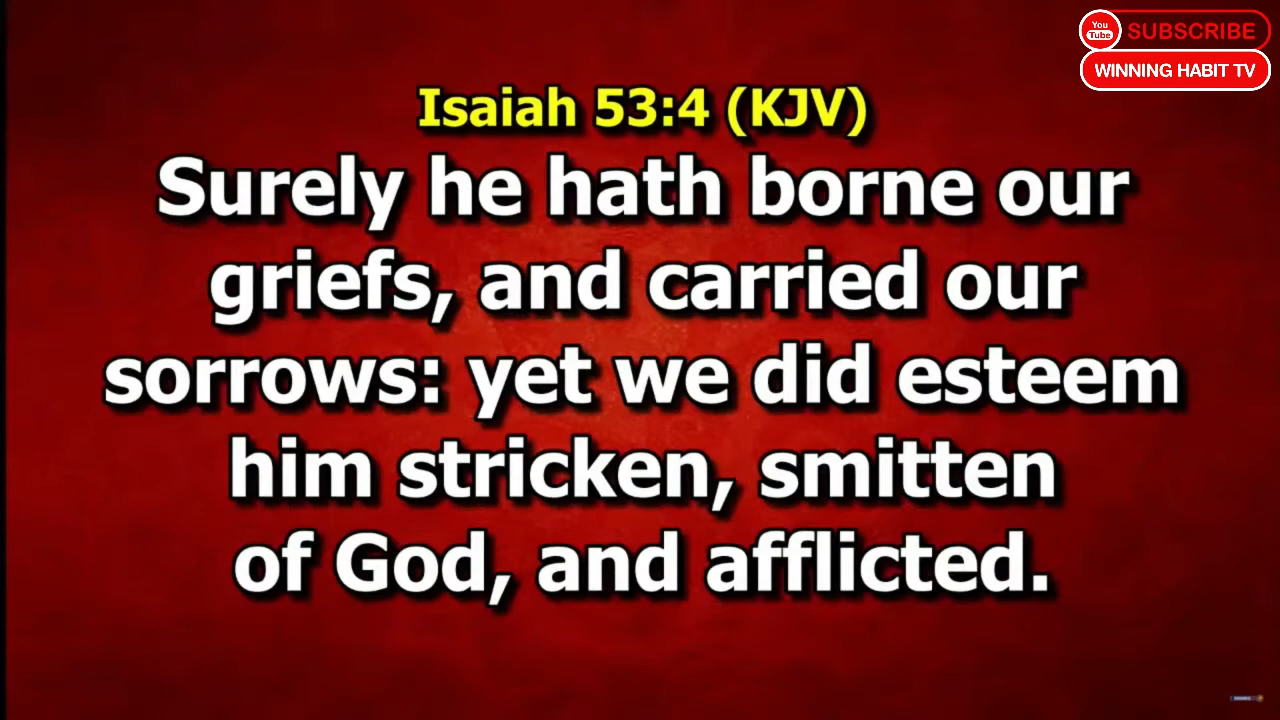 You
Tube
SUBSCRIBE
WINNING HABIT TV
Isaiah 53:4 (KJV)
Surely he hath borne our
griefs, and carried our
sorrows: yet we did esteem
him stricken, smitten
of God, and afflicted.